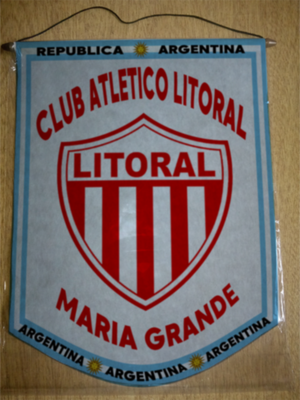 REPUBLICA ARGENTINA
CLUB ATLETICO LITORAL
LITORAL
MARIA GRANDE
ARGENTINA ARGENTINA ARGENTINA